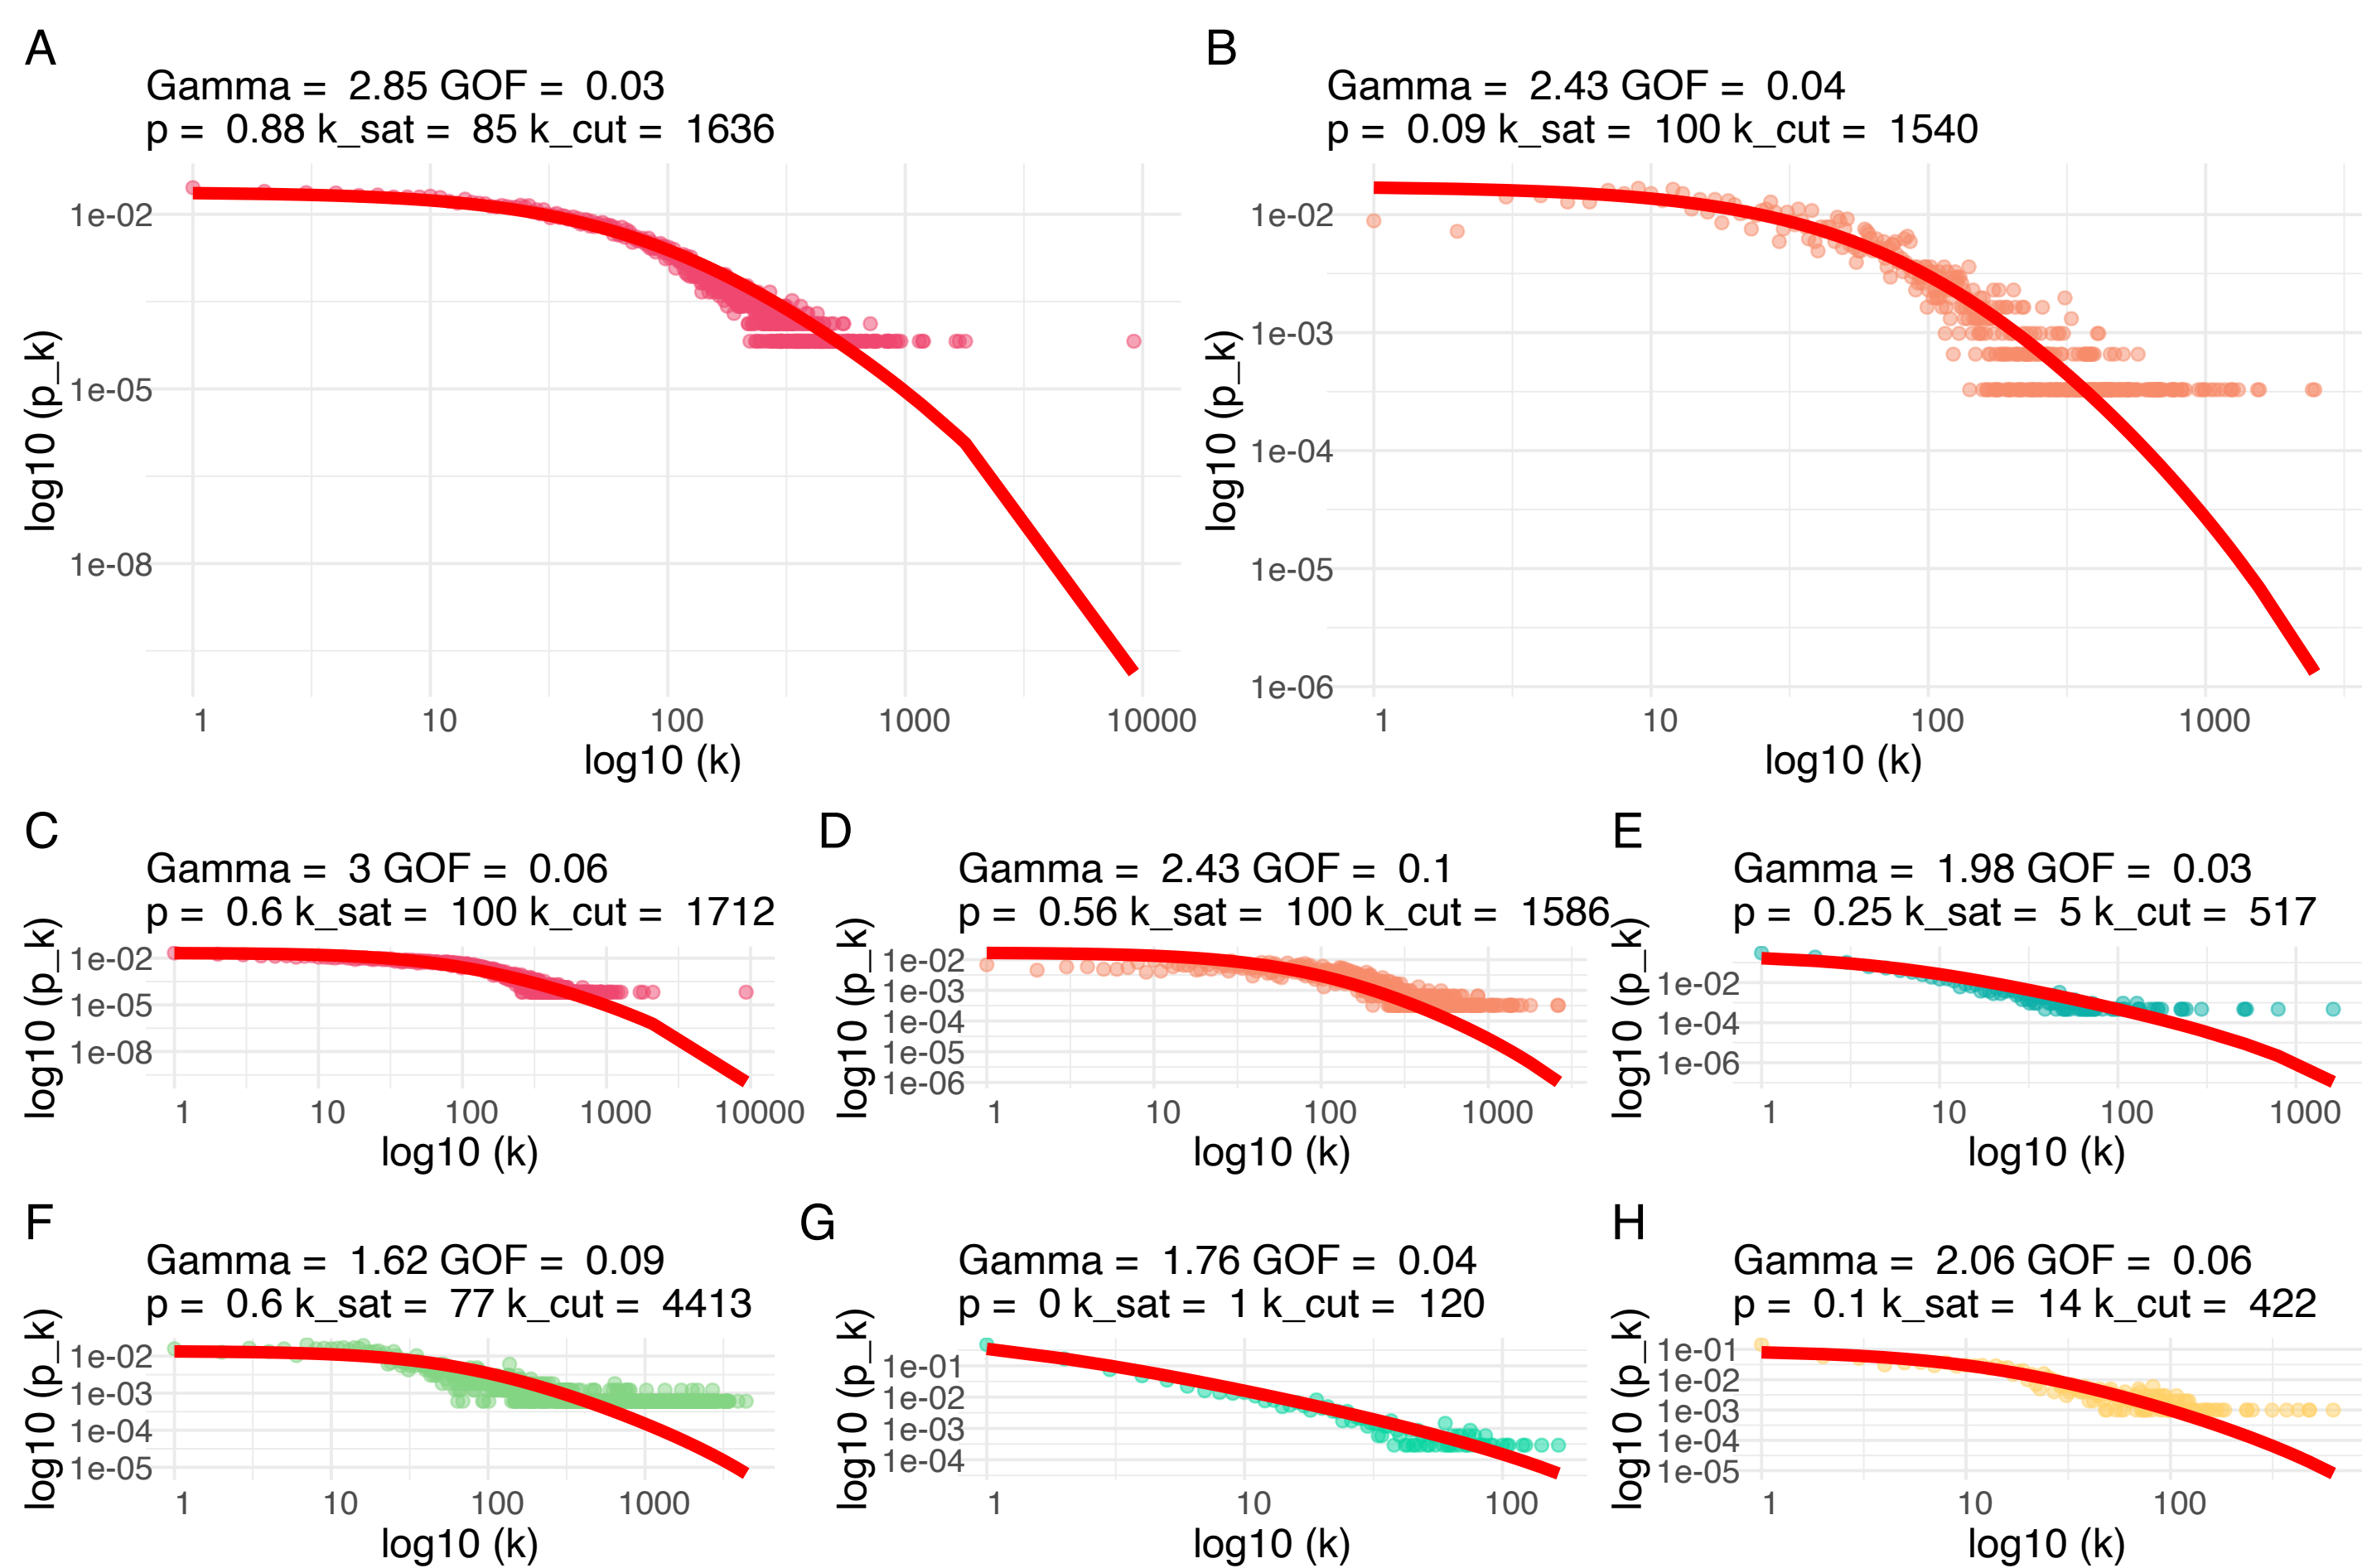 A
Gamma = 2.85 GOF = 0.03
p = 0.88 k_sat = 85 k_cut = 1636
log10 (p_k)
1e-02
1e-05
1e-08
1 10 100 1000 10000
log10 (k)
B
Gamma = 2.43 GOF = 0.04
p = 0.09 k_sat = 100 k_cut = 1540
log10 (p_k)
1e-02
1e-03
1e-04
1e-05
1e-06
1 10 100 1000
log10 (k)
C
Gamma = 3 GOF = 0.06
p = 0.6 k_sat = 100 k_cut = 1712
log10 (p_k)
1e-02
1e-05
1e-08
1 10 100 1000 10000
log10 (k)
D
Gamma = 2.43 GOF = 0.1
p = 0.56 k_sat = 100 k_cut = 1586
log10 (p_k)
1e-02
1e-03
1e-04
1e-05
1e-06
1 10 100 1000
log10 (k)
E
Gamma = 1.98 GOF = 0.03
p = 0.25 k_sat = 5 k_cut = 517
log10 (p_k)
1e-02
1e-04
1e-06
1 10 100 1000
log10 (k)
F
Gamma = 1.62 GOF = 0.09
p = 0.6 k_sat = 77 k_cut = 4413
log10 (p_k)
1e-02
1e-03
1e-04
1e-05
1 10 100 1000
log10 (k)
G
Gamma = 1.76 GOF = 0.04
p = 0 k_sat = 1 k_cut = 120
log10 (p_k)
1e-01
1e-02
1e-03
1e-04
1 10 100
log10 (k)
H
Gamma = 2.06 GOF = 0.06
p = 0.1 k_sat = 14 k_cut = 422
log10 (p_k)
1e-01
1e-02
1e-03
1e-04
1e-05
1 10 100
log10 (k)